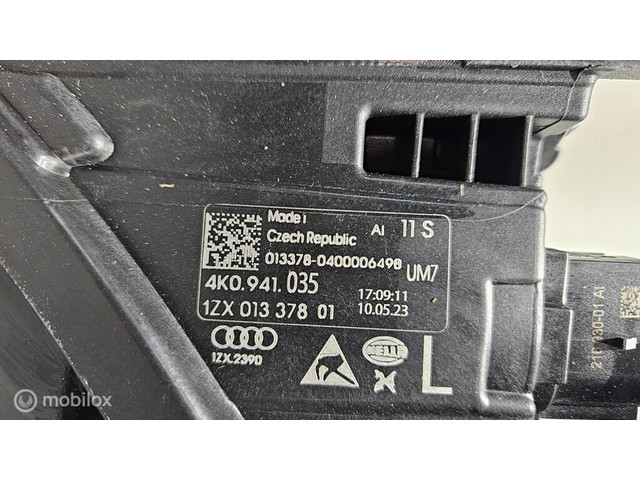 Made i
Czech Republic
AI 11 S
013378-0400006498
UM7
4K0.941.035
17:09:11
1ZX 013 378 01
10.05.23
1ZX.2390
HELLA
L
mobilox